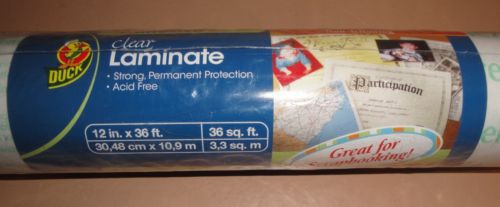 DUCK
clear
Laminate
• Strong, Permanent Protection
• Acid Free
12 in. x 36 ft. 36 sq. ft.
30,48 cm x 10,9 m 3,3 sq. m
Participation
Great for
Scrapbooking!